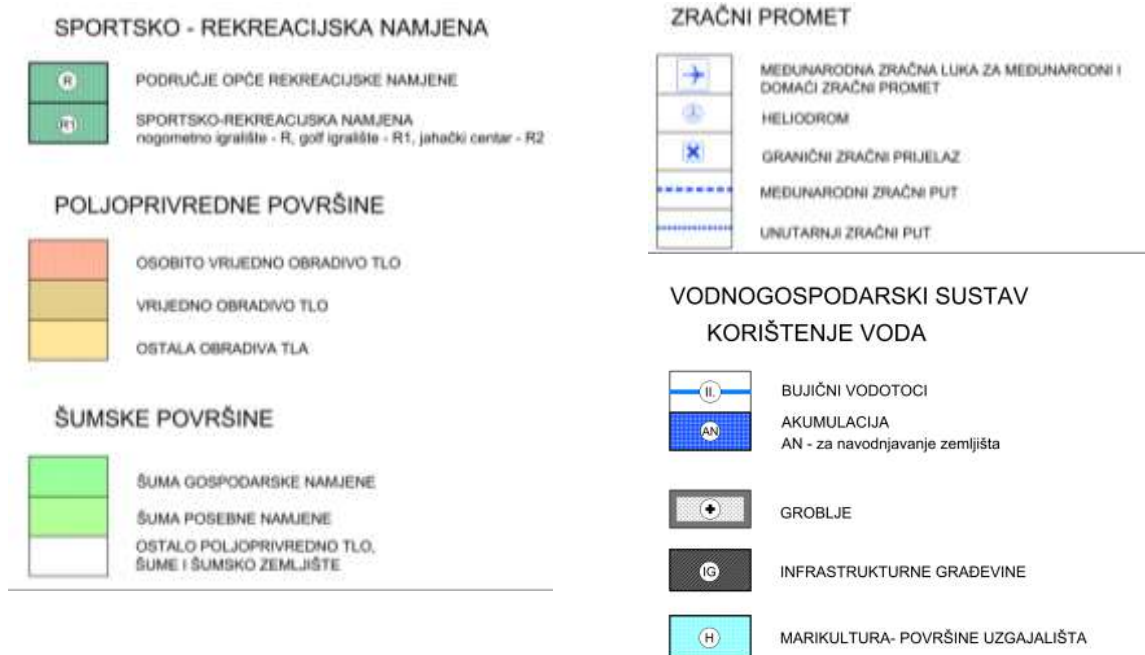 SPORTSKO - REKREACIJSKA NAMJENA
R
PODRUČJE OPĆE REKREACIJSKE NAMJENE
R1
SPORTSKO-REKREACIJSKA NAMJENA
nogometno igralište - R, golf igralište - R1, jahački centar - R2
POLJOPRIVREDNE POVRŠINE
OSOBITO VRIJEDNO OBRADIVO TLO
VRIJEDNO OBRADIVO TLO
OSTALA OBRADIVA TLA
ŠUMSKE POVRŠINE
ŠUMA GOSPODARSKE NAMJENE
ŠUMA POSEBNE NAMJENE
OSTALO POLJOPRIVREDNO TLO,
ŠUME I ŠUMSKO ZEMLJIŠTE
ZRAČNI PROMET
MEĐUNARODNA ZRAČNA LUKA ZA MEĐUNARODNI I
DOMAĆI ZRAČNI PROMET
HELIODROM
GRANIČNI ZRAČNI PRIJELAZ
MEĐUNARODNI ZRAČNI PUT
UNUTARNJI ZRAČNI PUT
VODNOGOSPODARSKI SUSTAV
KORIŠTENJE VODA
II.
BUJIČNI VODOTOCI
AN
AKUMULACIJA
AN - za navodnjavanje zemljišta
GROBLJE
IG
INFRASTRUKTURNE GRAĐEVINE
H
MARIKULTURA- POVRŠINE UZGAJALIŠTA